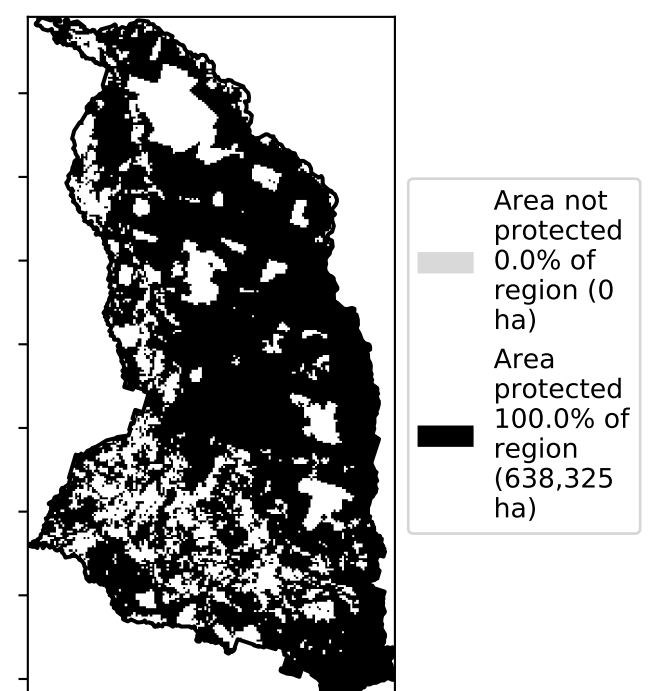 Area not
protected
0.0% of
region (0
ha)
Area
protected
100.0% of
region
(638,325
ha)